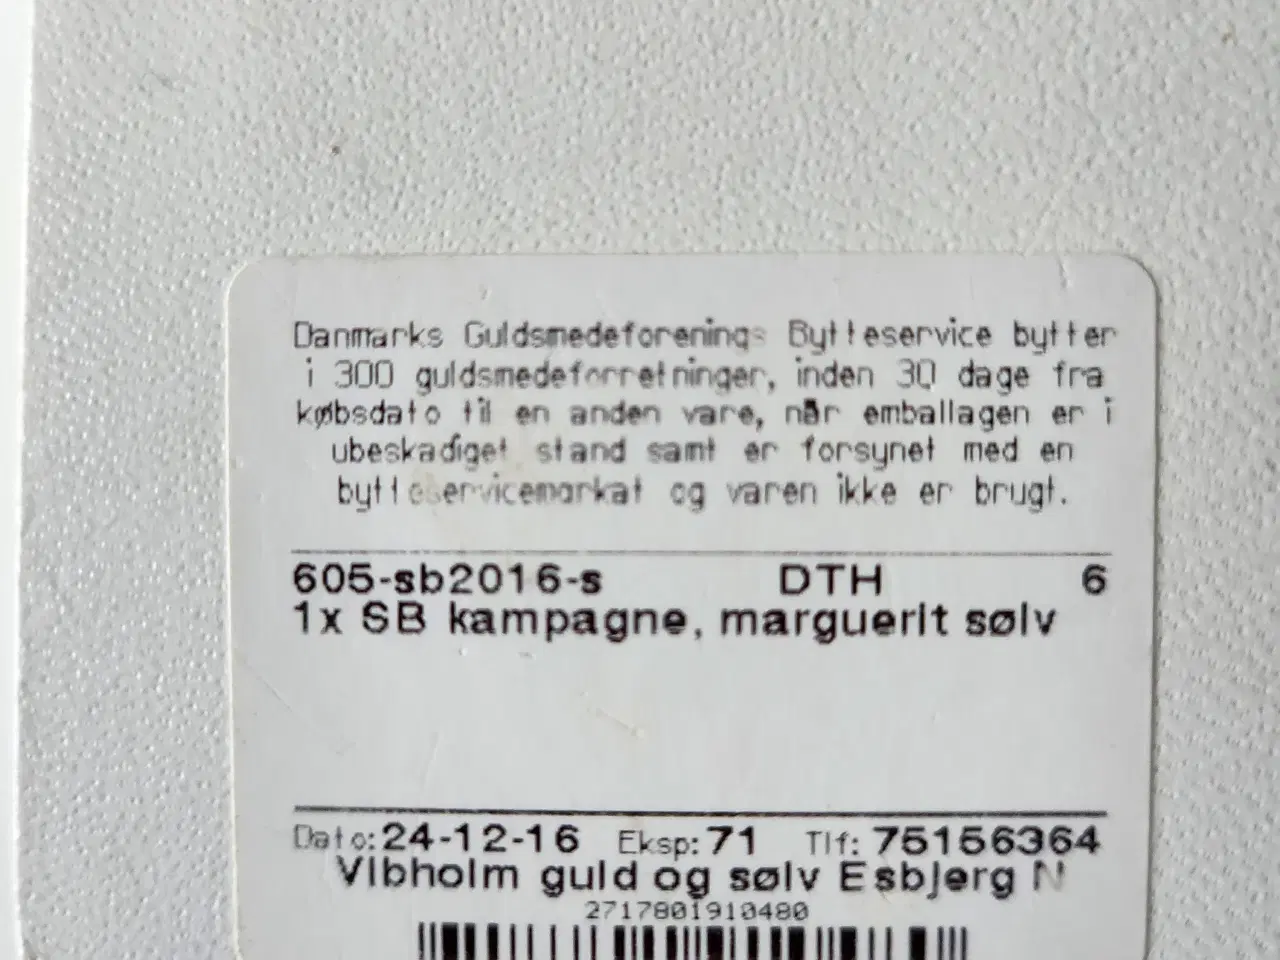 Danmarks Guldsmedeforenings Bytteservice bytter
i 300 guldsmedeforretninger, inden 30 dage fra
købsdato til en anden vare, når emballagen er i
ubeskadiget stand samt er forsynet med en
bytteservicemærkat og varen ikke er brugt.
605-sb2016-s DTH 6
1x SB kampagne, marguerit sølv
Dato: 24-12-16 Eksp: 71 Tlf: 75156364
Vibholm guld og sølv Esbjerg N
2717801910480